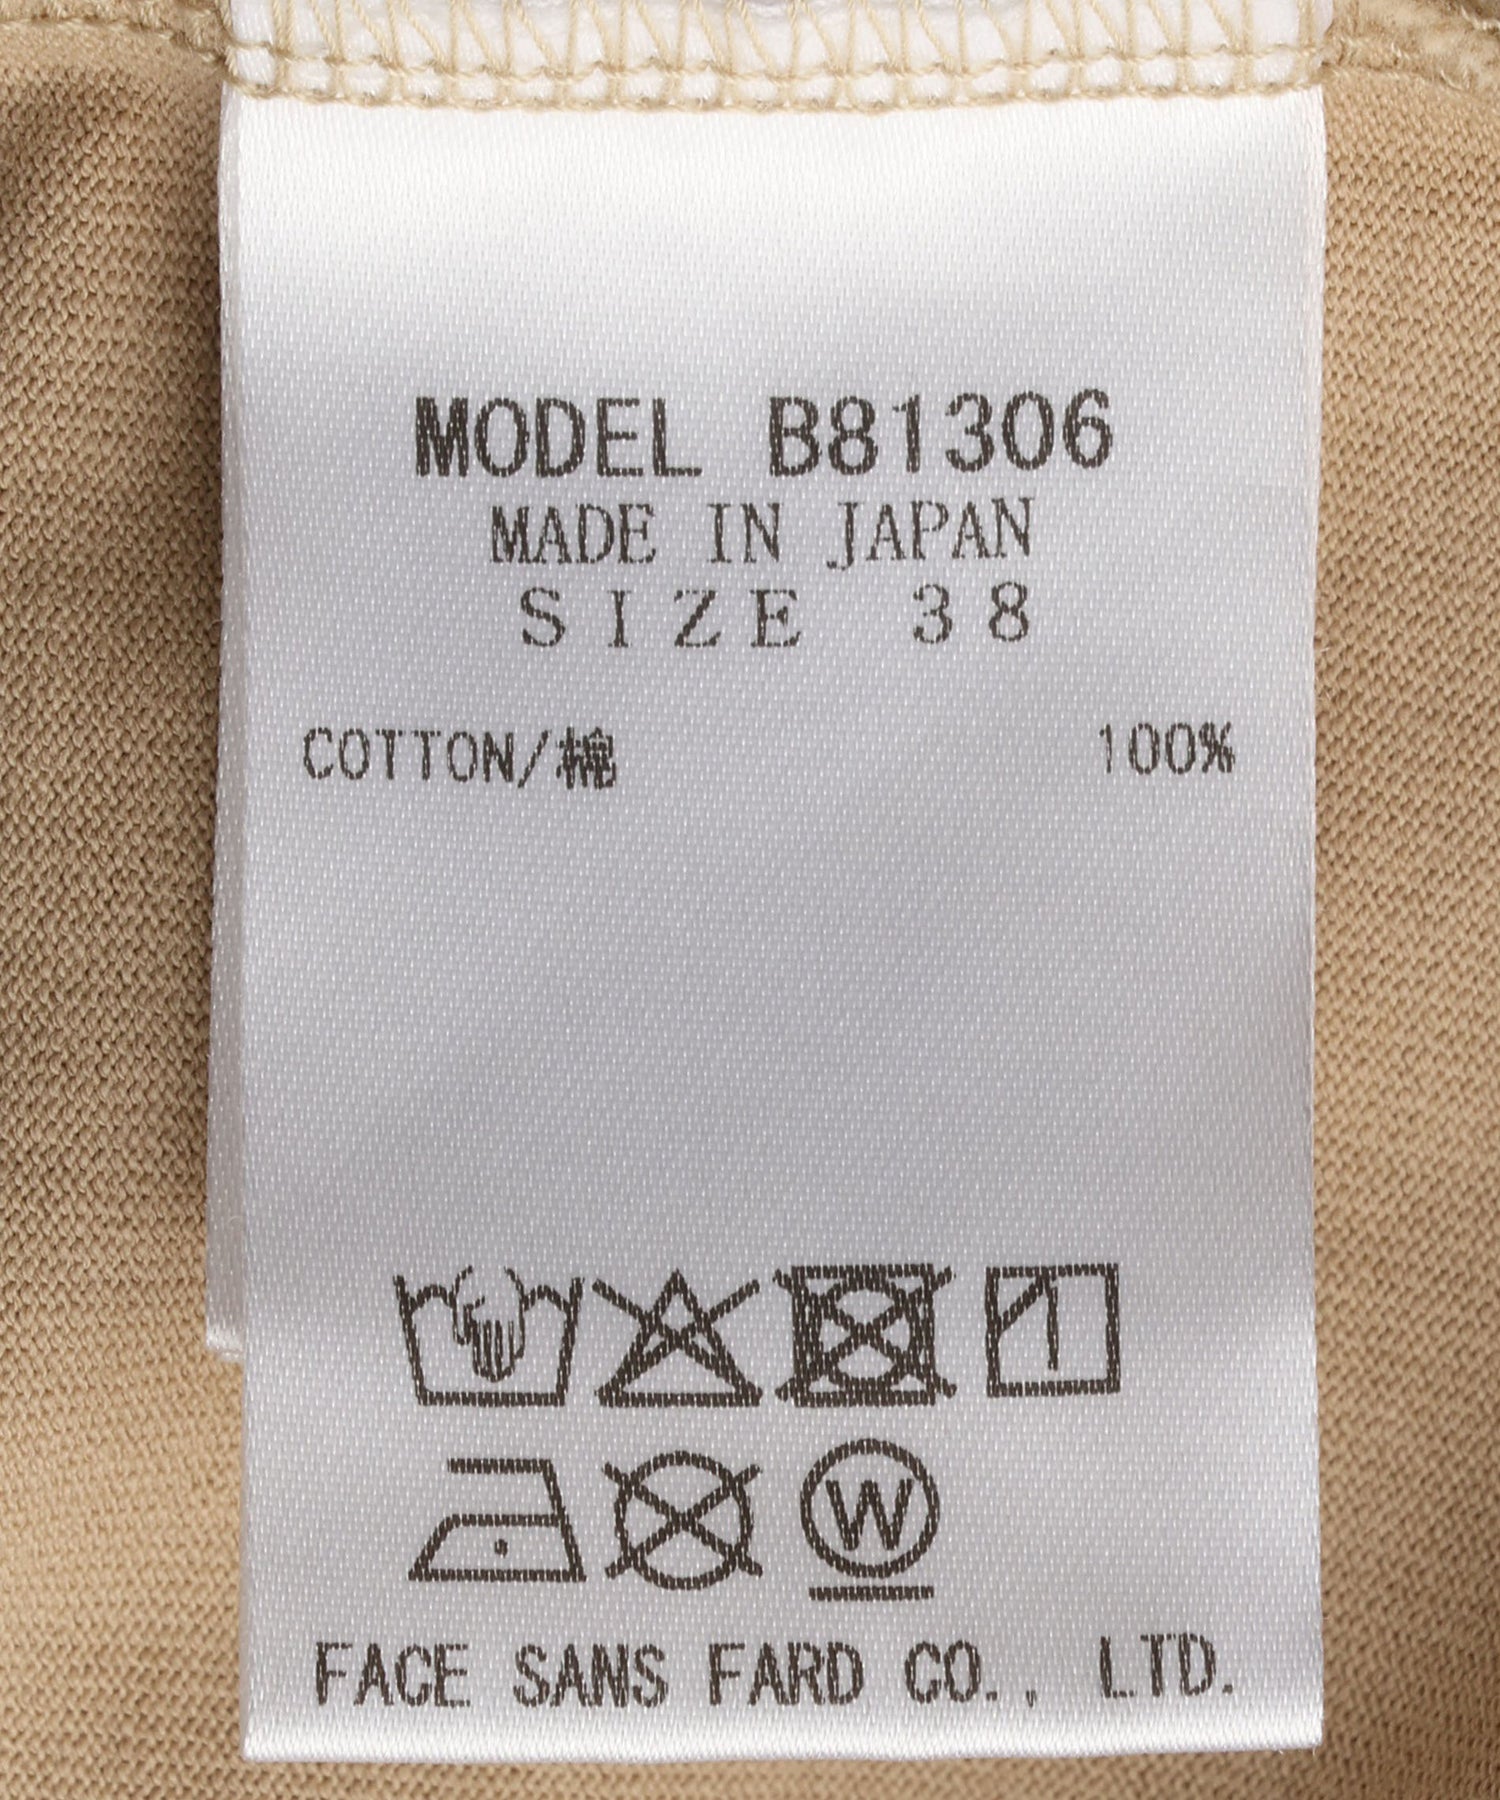 MODEL B81306
MADE IN JAPAN
SIZE 38
COTTON/棉 100%
W
FACE SANS FARD CO., LTD.